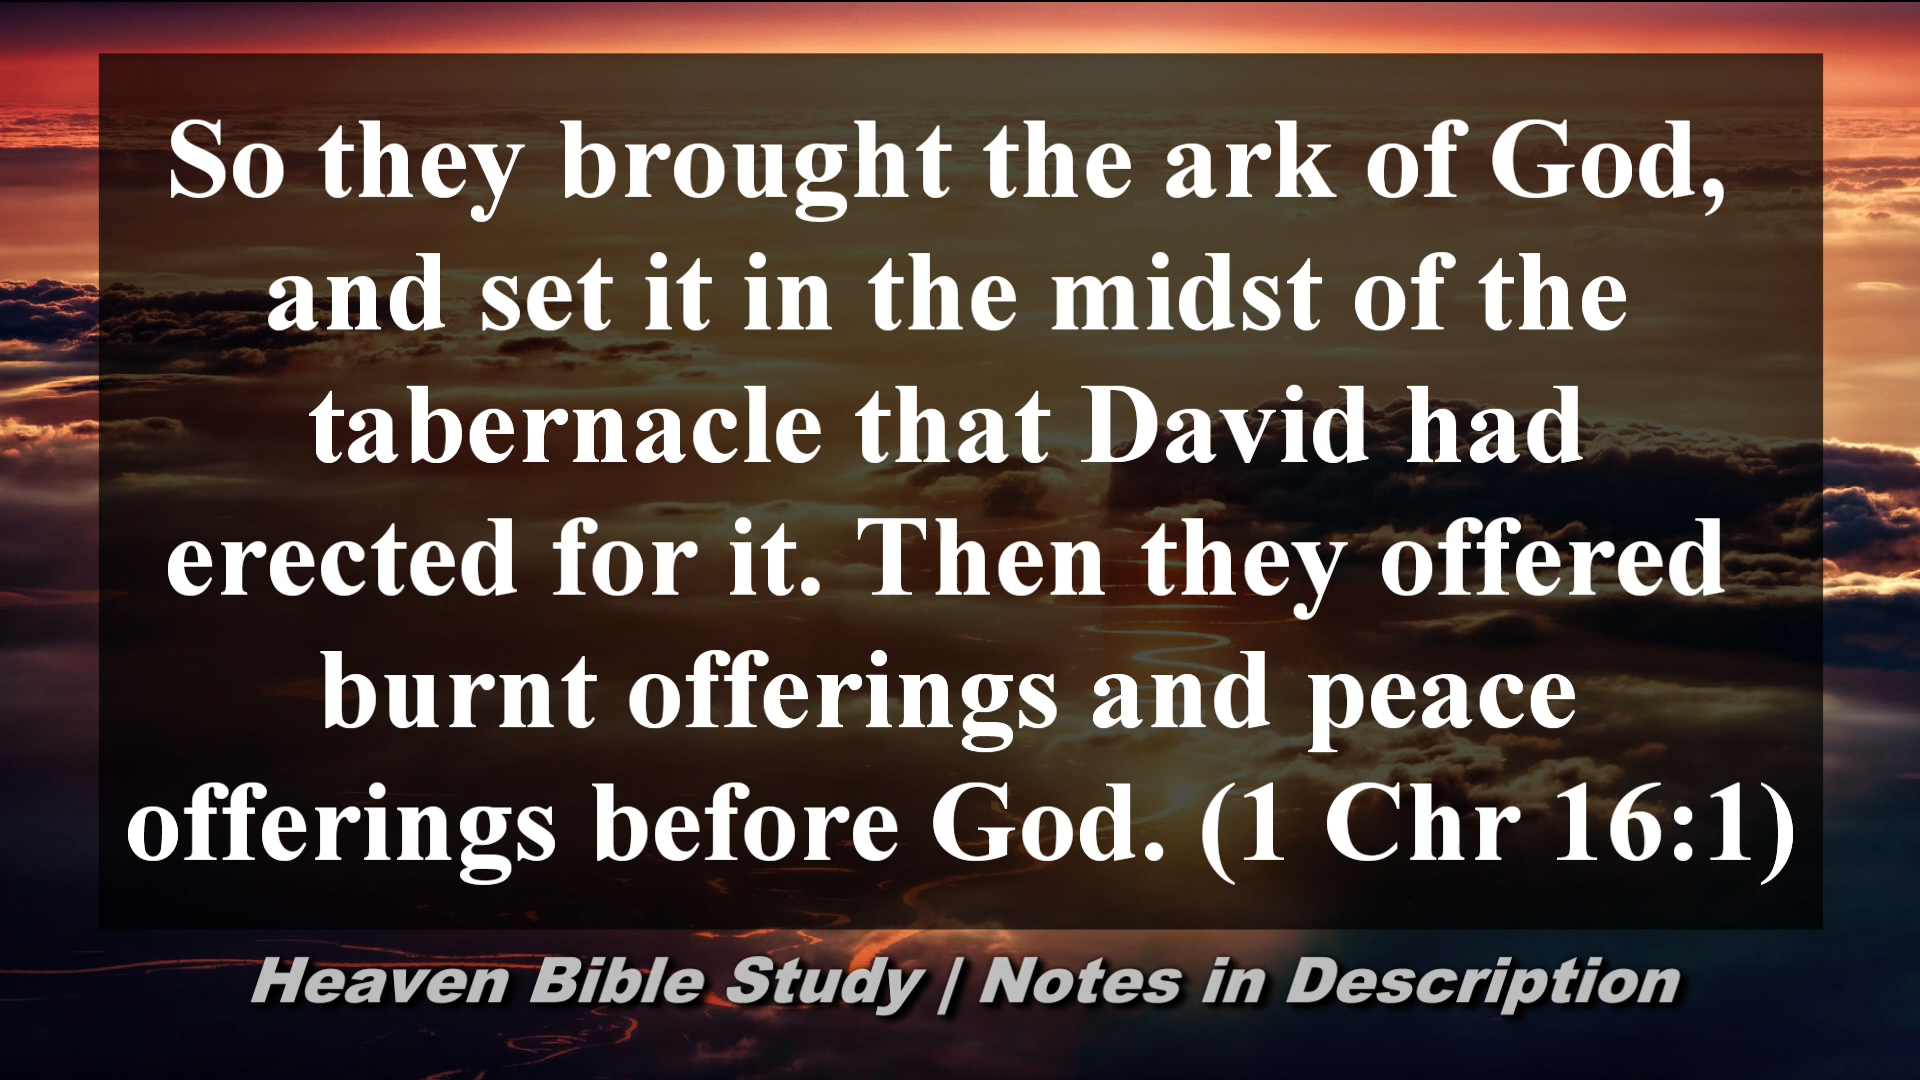 So they brought the ark of God,
and set it in the midst of the
tabernacle that David had
erected for it. Then they offered
burnt offerings and peace
offerings before God. (1 Chr 16:1)
Heaven Bible Study | Notes in Description